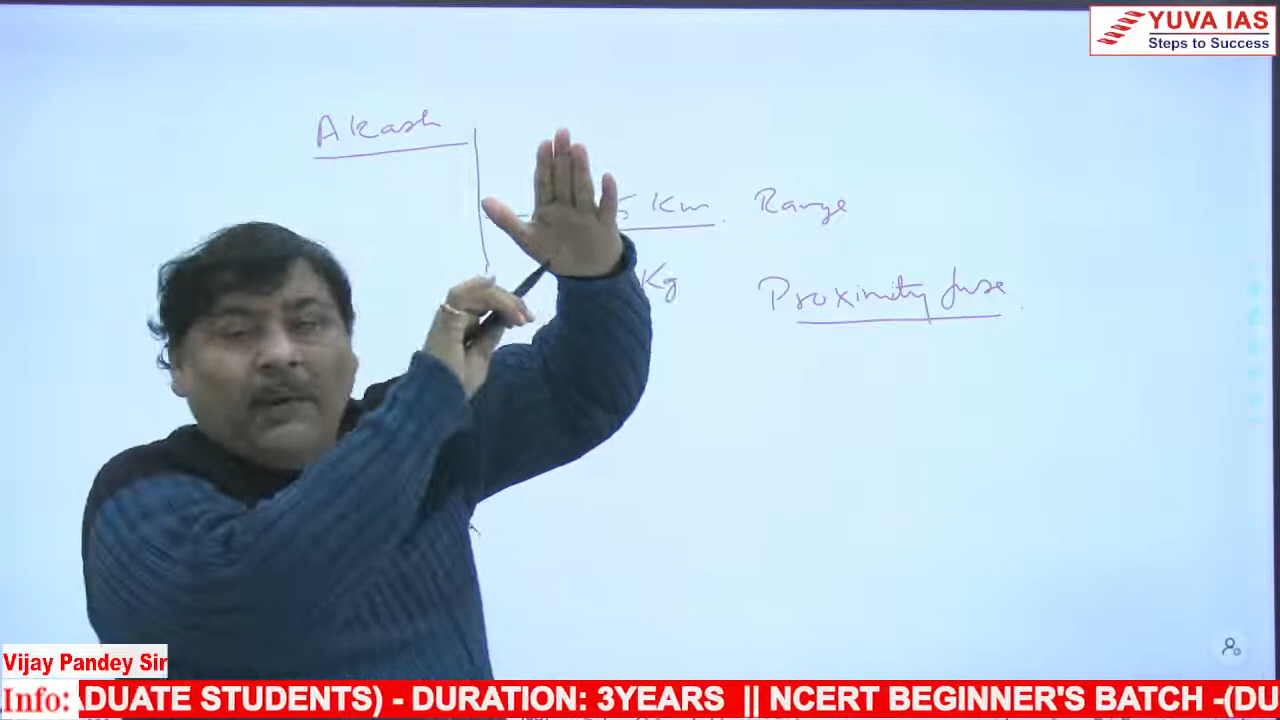 YUVA IAS
Steps to Success
Akash
5 Km Range
Kg Proximity fuse
Vijay Pandey Sir
Info: ADUATE STUDENTS) - DURATION: 3YEARS || NCERT BEGINNER'S BATCH -(DU